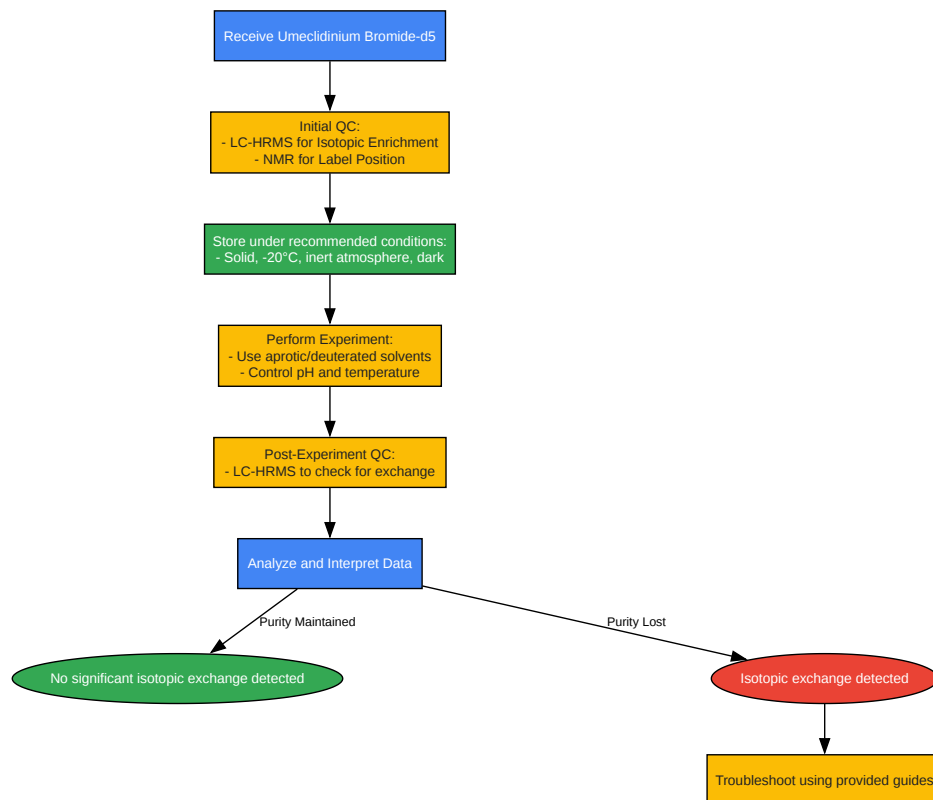 Receive Umeclidinium Bromide-d5
Initial QC:
- LC-HRMS for Isotopic Enrichment
- NMR for Label Position
Store under recommended conditions:
- Solid, -20°C, inert atmosphere, dark
Perform Experiment:
- Use aprotic/deuterated solvents
- Control pH and temperature
Post-Experiment QC:
- LC-HRMS to check for exchange
Analyze and Interpret Data
Purity Maintained
Purity Lost
No significant isotopic exchange detected
Isotopic exchange detected
Troubleshoot using provided guides